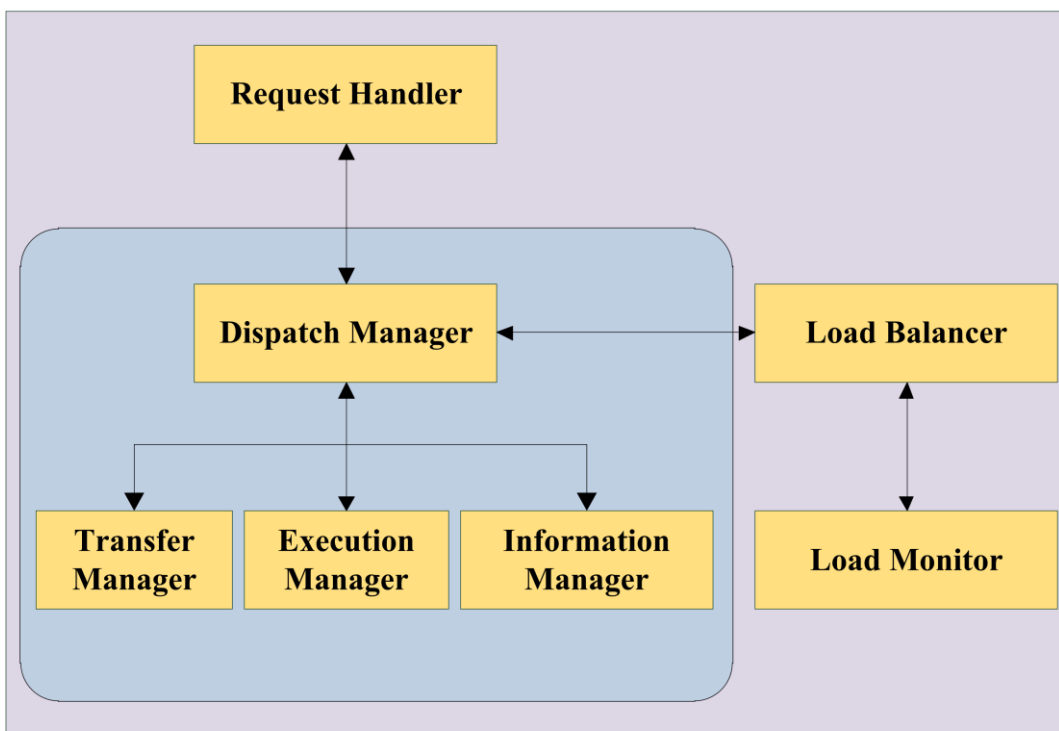 Request Handler
Dispatch Manager
Load Balancer
Transfer
Manager
Execution
Manager
Information
Manager
Load Monitor